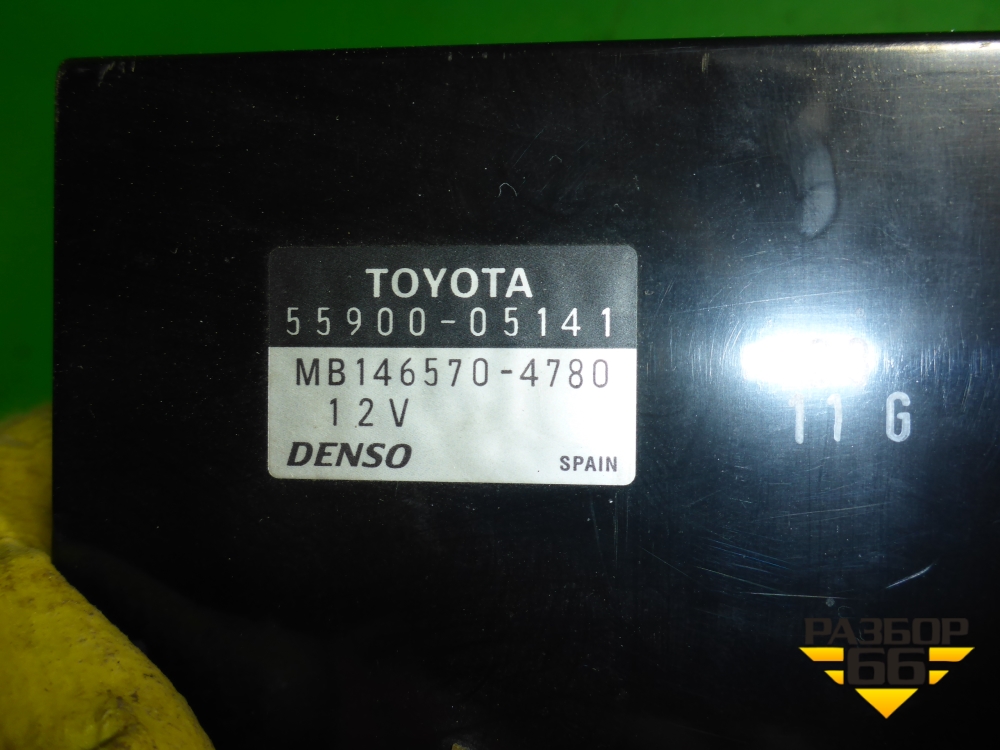 TOYOTA
55900-05141
MB146570-4780
12V
DENSO SPAIN
11 G
РАЗБОР
66